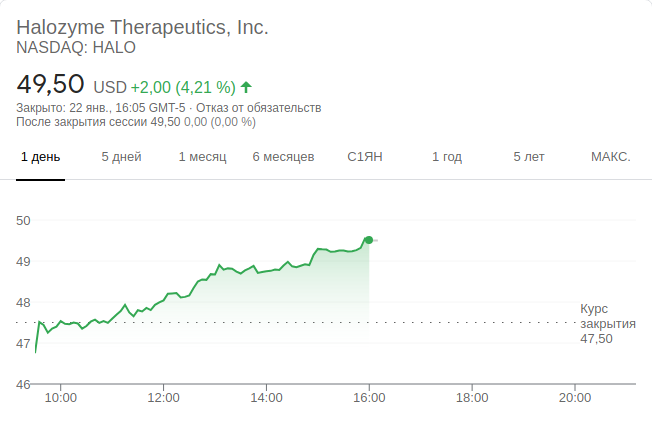 Halozyme Therapeutics, Inc.
NASDAQ: HALO
49,50 USD +2,00 (4,21 %)
Закрыто: 22 янв., 16:05 GMT-5 · Отказ от обязательств
После закрытия сессии 49,50 0,00 (0,00 %)
1 день 5 дней 1 месяц 6 месяцев С1ЯН 1 год 5 лет МАКС.
50
49
48
Курс
закрытия
47,50
47
46
10:00 12:00 14:00 16:00 18:00 20:00